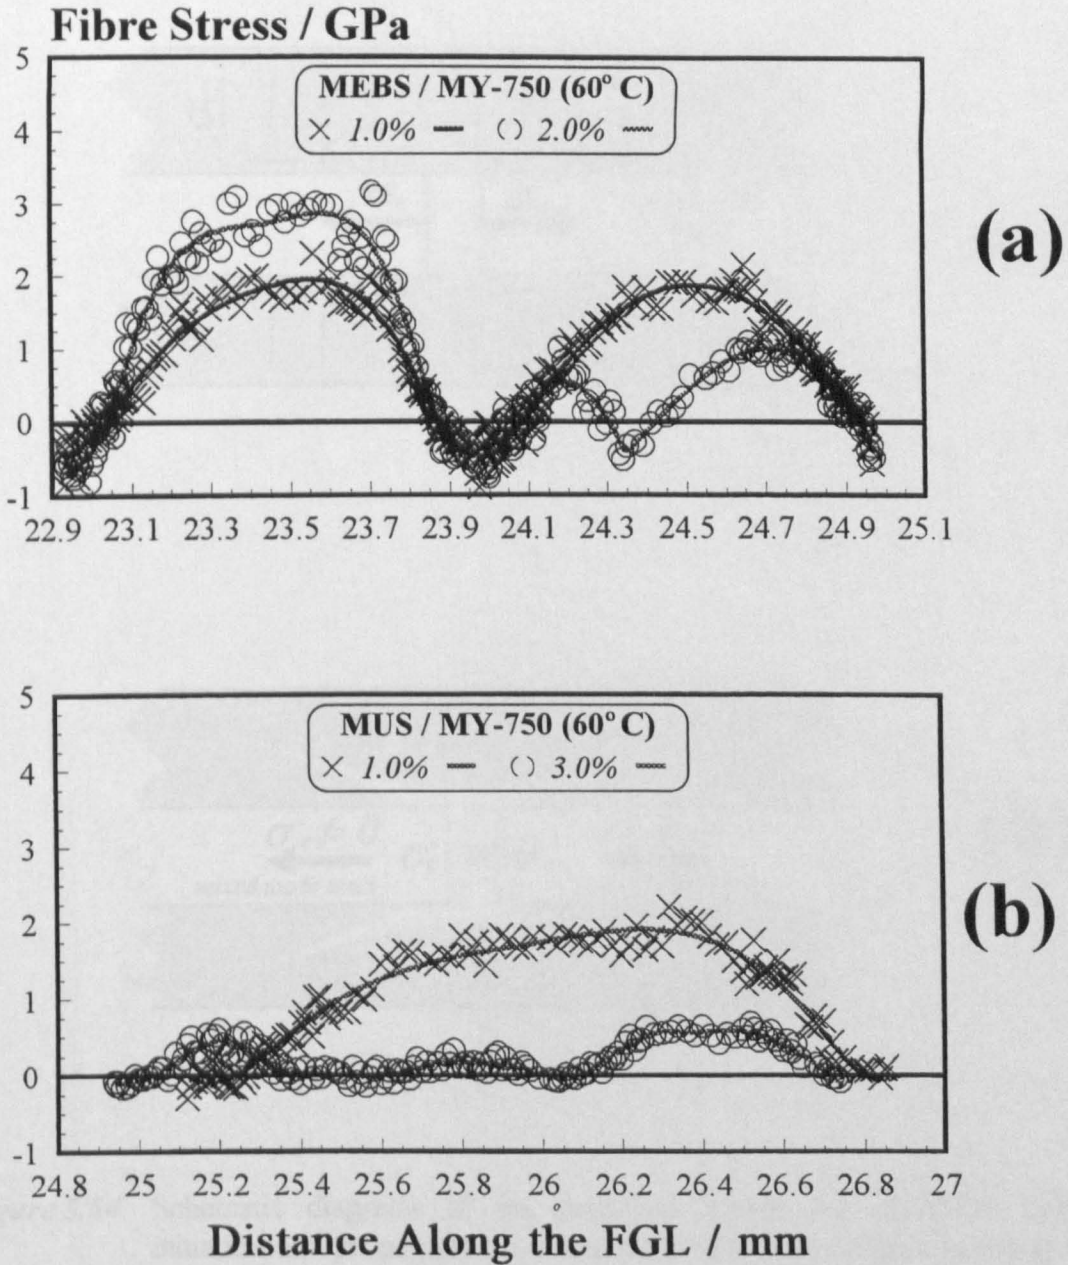 Fibre Stress / GPa
5
4
3
2
1
0
-1
MEBS / MY-750 (60° C)
× 1.0% — ○ 2.0% —
(a)
22.9 23.1 23.3 23.5 23.7 23.9 24.1 24.3 24.5 24.7 24.9 25.1
5
4
3
2
1
0
-1
MUS / MY-750 (60° C)
× 1.0% — ○ 3.0% —
(b)
24.8 25 25.2 25.4 25.6 25.8 26 26.2 26.4 26.6 26.8 27
Distance Along the FGL / mm